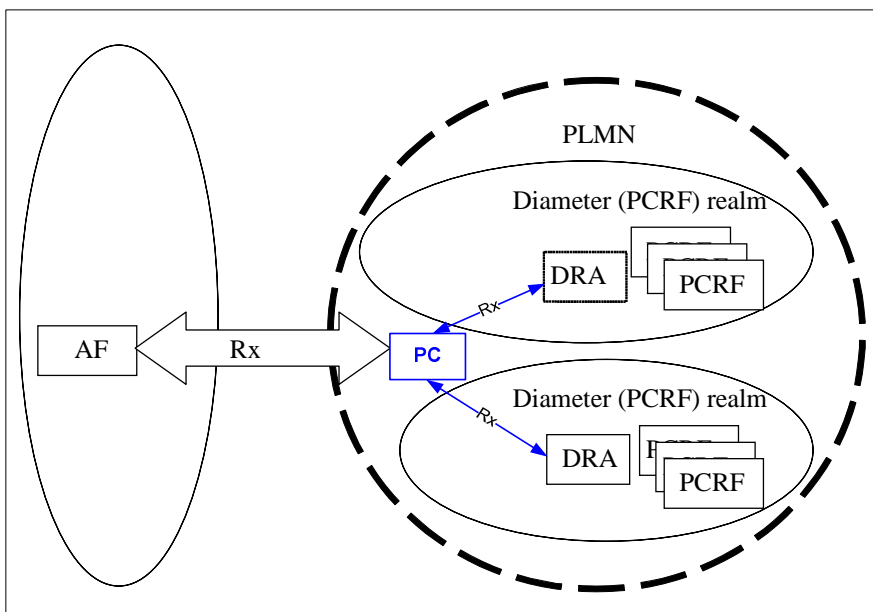 PLMN
Diameter (PCRF) realm
DRA
PCRF
Rx
AF
Rx
PC
Diameter (PCRF) realm
Rx
DRA
PCRF